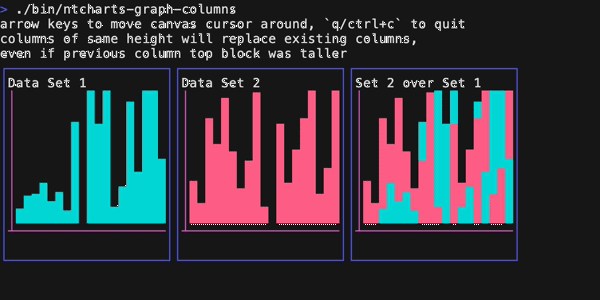 > ./bin/ntcharts-graph-columns
arrow keys to move canvas cursor around, `q/ctrl+c` to quit
columns of same height will replace existing columns,
even if previous column top block was taller
Data Set 1
Data Set 2
Set 2 over Set 1